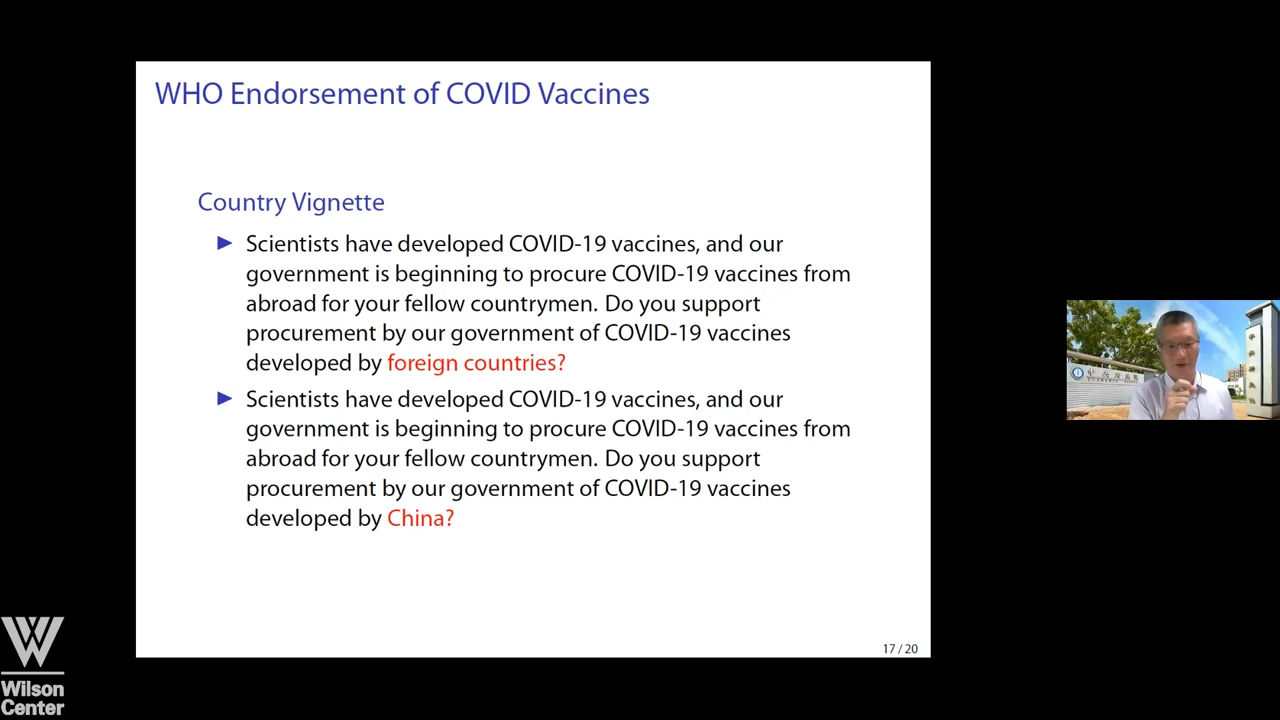 WHO Endorsement of COVID Vaccines
Country Vignette
Scientists have developed COVID-19 vaccines, and our
government is beginning to procure COVID-19 vaccines from
abroad for your fellow countrymen. Do you support
procurement by our government of COVID-19 vaccines
developed by foreign countries?
Scientists have developed COVID-19 vaccines, and our
government is beginning to procure COVID-19 vaccines from
abroad for your fellow countrymen. Do you support
procurement by our government of COVID-19 vaccines
developed by China?
17 / 20
Wilson
Center